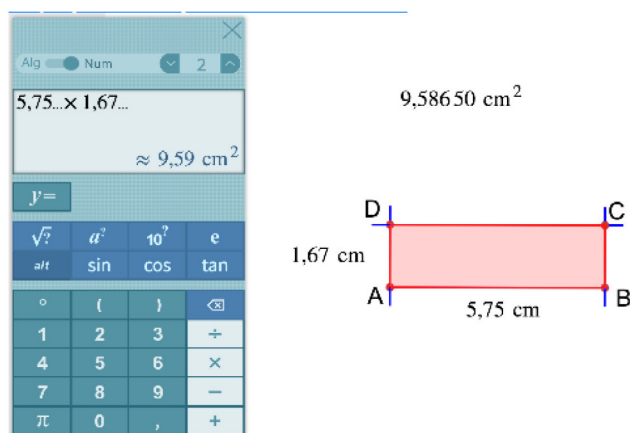 Alg Num 2
5,75...× 1,67...
≈ 9,59 cm²
y=
√? a² 10? e
alt sin cos tan
° ( )
1 2 3 ÷
4 5 6 ×
7 8 9 −
π 0 , +
9,58650 cm²
D C
1,67 cm
A B
5,75 cm